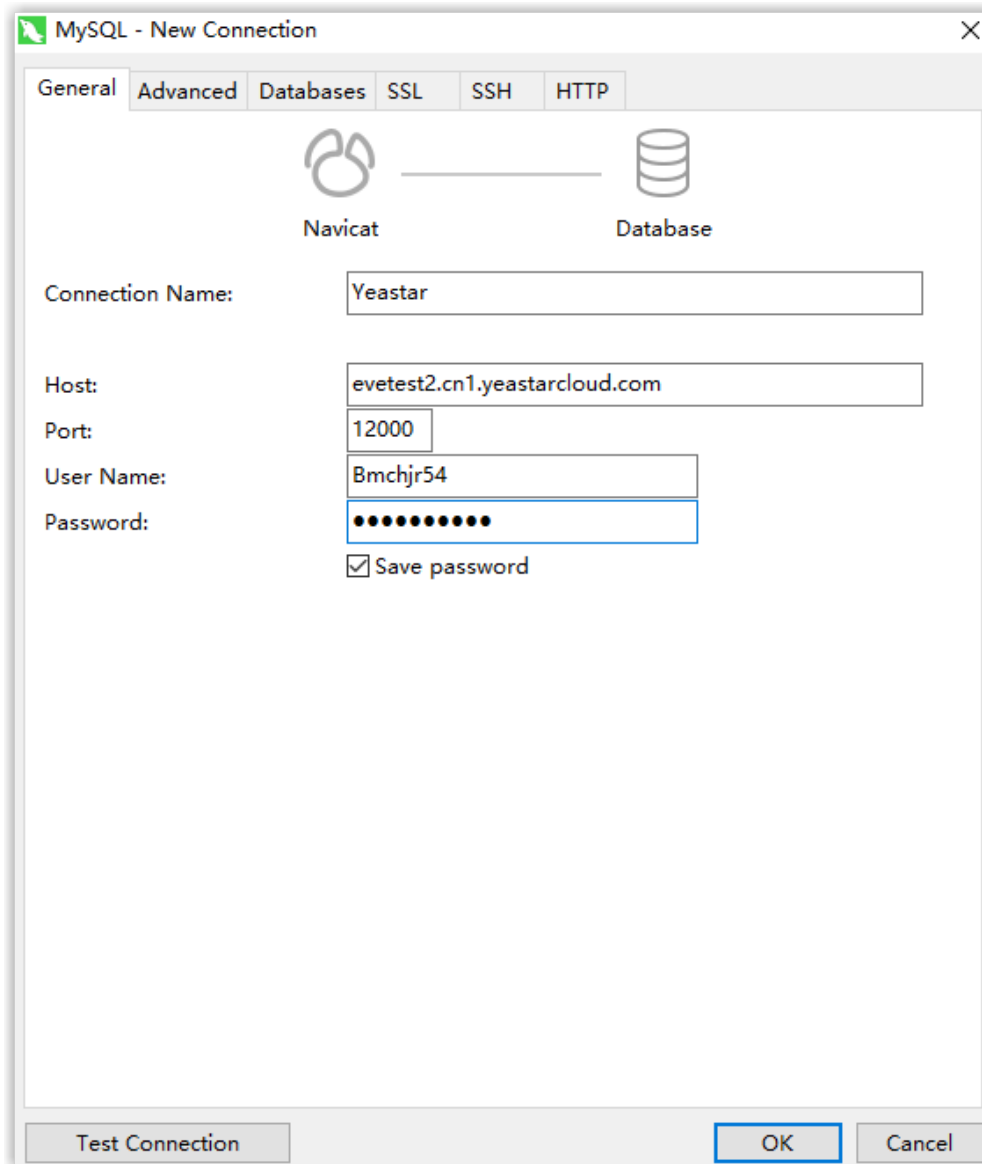 MySQL - New Connection
General Advanced Databases SSL SSH HTTP
Navicat Database
Connection Name: Yeastar
Host: evetest2.cn1.yeastarcloud.com
Port: 12000
User Name: Bmchjr54
Password: ●●●●●●●●●●
Save password
Test Connection OK Cancel